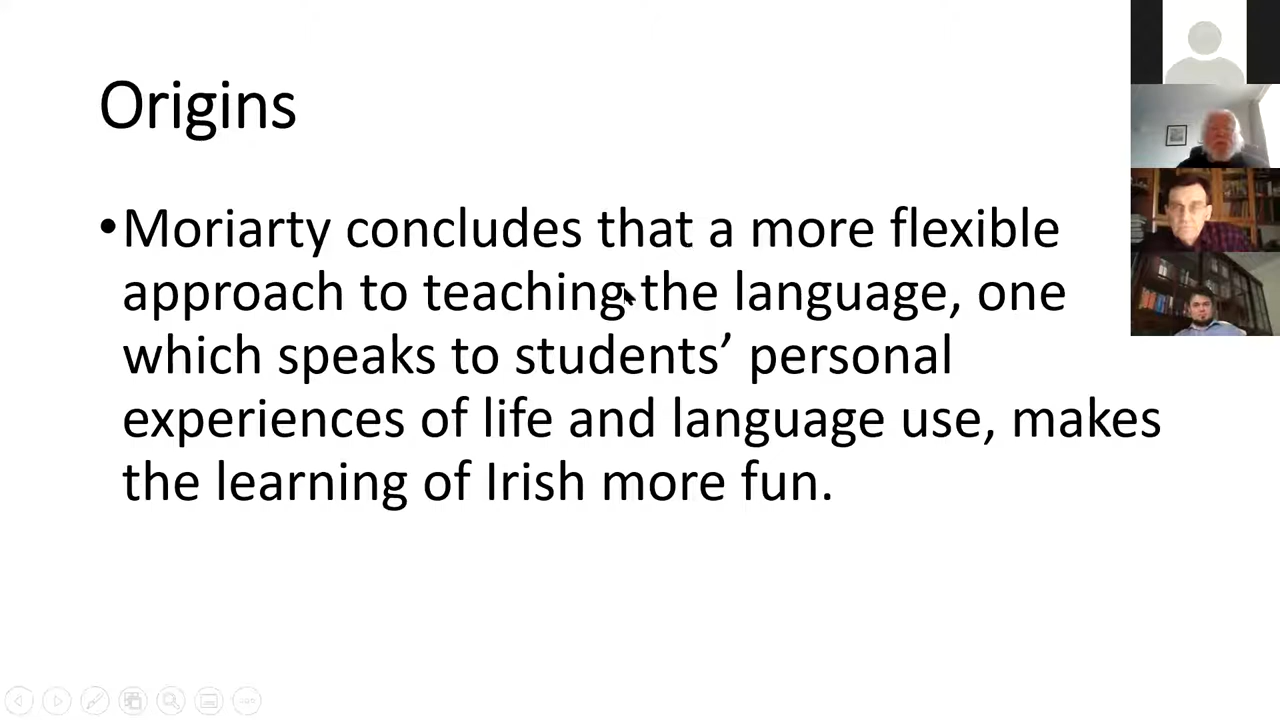 Origins
•Moriarty concludes that a more flexible
approach to teaching the language, one
which speaks to students’ personal
experiences of life and language use, makes
the learning of Irish more fun.